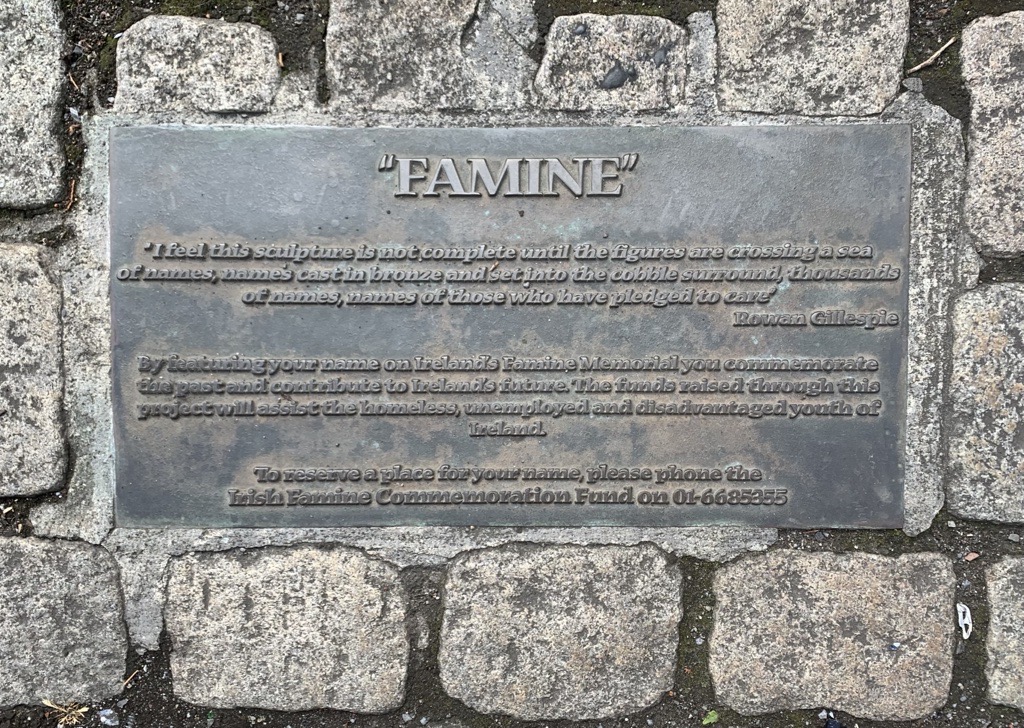 "FAMINE"
"I feel this sculpture is not complete until the figures are crossing a sea
of names, name's cast in bronze and set into the cobble surround, thousands
of names, names of those who have pledged to care"
Rowan Gillespie
By featuring your name on Ireland's Famine Memorial you commemorate
the past and contribute to Ireland's future. The funds raised through this
project will assist the homeless, unemployed and disadvantaged youth of
Ireland.
To reserve a place for your name, please phone the
Irish Famine Commemoration Fund on 01-6685355